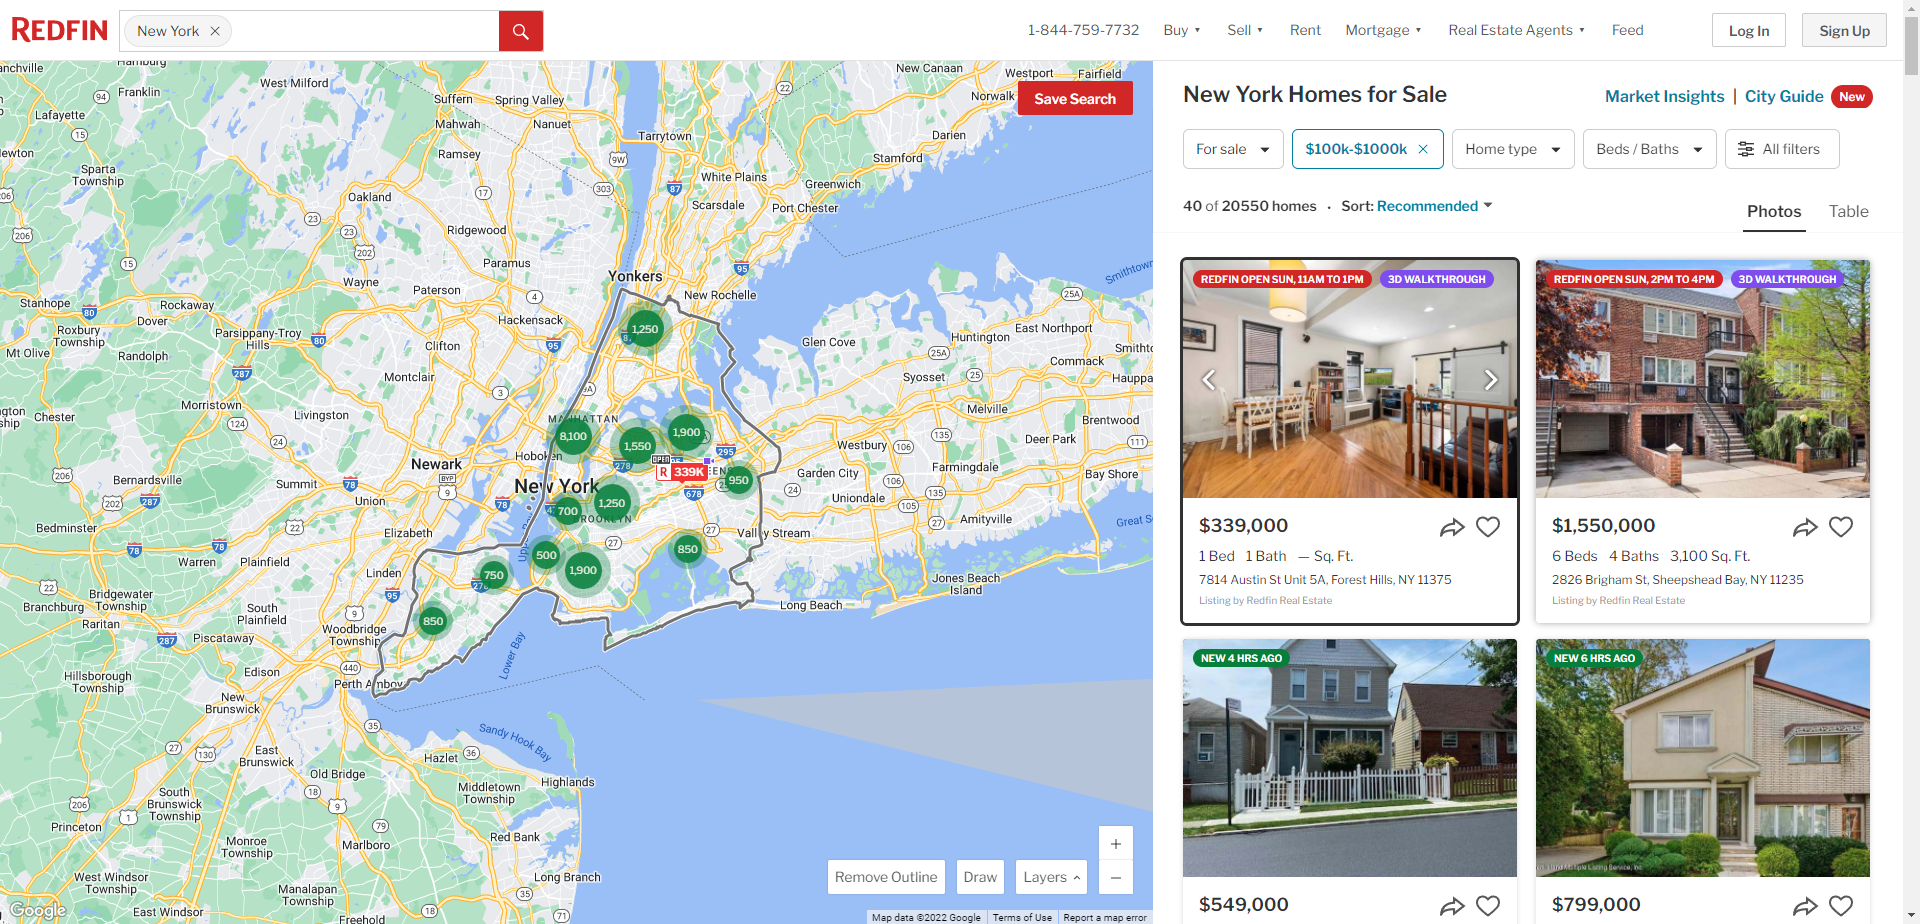 REDFIN
New York ×
1-844-759-7732
Buy
Sell
Rent
Mortgage
Real Estate Agents
Feed
Log In
Sign Up
Save Search
New York Homes for Sale
Market Insights | City Guide New
For sale
$100k-$1000k ×
Home type
Beds / Baths
All filters
40 of 20550 homes • Sort: Recommended
Photos
Table
REDFIN OPEN SUN, 11AM TO 1PM
3D WALKTHROUGH
$339,000
1 Bed 1 Bath — Sq. Ft.
7814 Austin St Unit 5A, Forest Hills, NY 11375
Listing by Redfin Real Estate
REDFIN OPEN SUN, 2PM TO 4PM
3D WALKTHROUGH
$1,550,000
6 Beds 4 Baths 3,100 Sq. Ft.
2826 Brigham St, Sheepshead Bay, NY 11235
Listing by Redfin Real Estate
NEW 4 HRS AGO
$549,000
NEW 6 HRS AGO
$799,000
Franklin
West Milford
New Canaan
Westport
Fairfield
Norwalk
Lafayette
Suffern
Spring Valley
Mahwah
Nanuet
Tarrytown
Darien
Stamford
Ramsey
Sparta
Township
White Plains
Greenwich
Oakland
Scarsdale
Port Chester
Ridgewood
Paramus
Yonkers
New Rochelle
Smithtown
Wayne
Paterson
Stanhope
Rockaway
Dover
Hackensack
East Northport
Roxbury
Township
Parsippany-Troy
Hills
Glen Cove
Huntington
Mt Olive
Randolph
Clifton
Commack
Montclair
Syosset
Hauppa
Morristown
Melville
Chester
Livingston
Brentwood
MANHATTAN
Deer Park
Westbury
Newark
Hoboken
Garden City
Farmingdale
Bay Shore
Bernardsville
Summit
Union
New York
Uniondale
Bedminster
Elizabeth
BROOKLYN
Amityville
Valley Stream
Great S
Warren
Plainfield
Linden
Jones Beach
Island
Bridgewater
Township
Branchburg
South
Plainfield
Long Beach
Raritan
Woodbridge
Township
Piscataway
Lower Bay
Edison
Hillsborough
Township
Perth Amboy
New
Brunswick
Sandy Hook Bay
East
Brunswick
Hazlet
Old Bridge
Highlands
South
Brunswick
Township
Middletown
Township
Princeton
Red Bank
Monroe
Township
Marlboro
West Windsor
Township
Long Branch
Manalapan
Township
East Windsor
Freehold
1,250
8,100
1,550
1,900
OPEN
R 339K
950
700
1,250
500
1,900
850
750
850
Remove Outline
Draw
Layers
+
−
Google
Map data ©2022 Google
Terms of Use
Report a map error